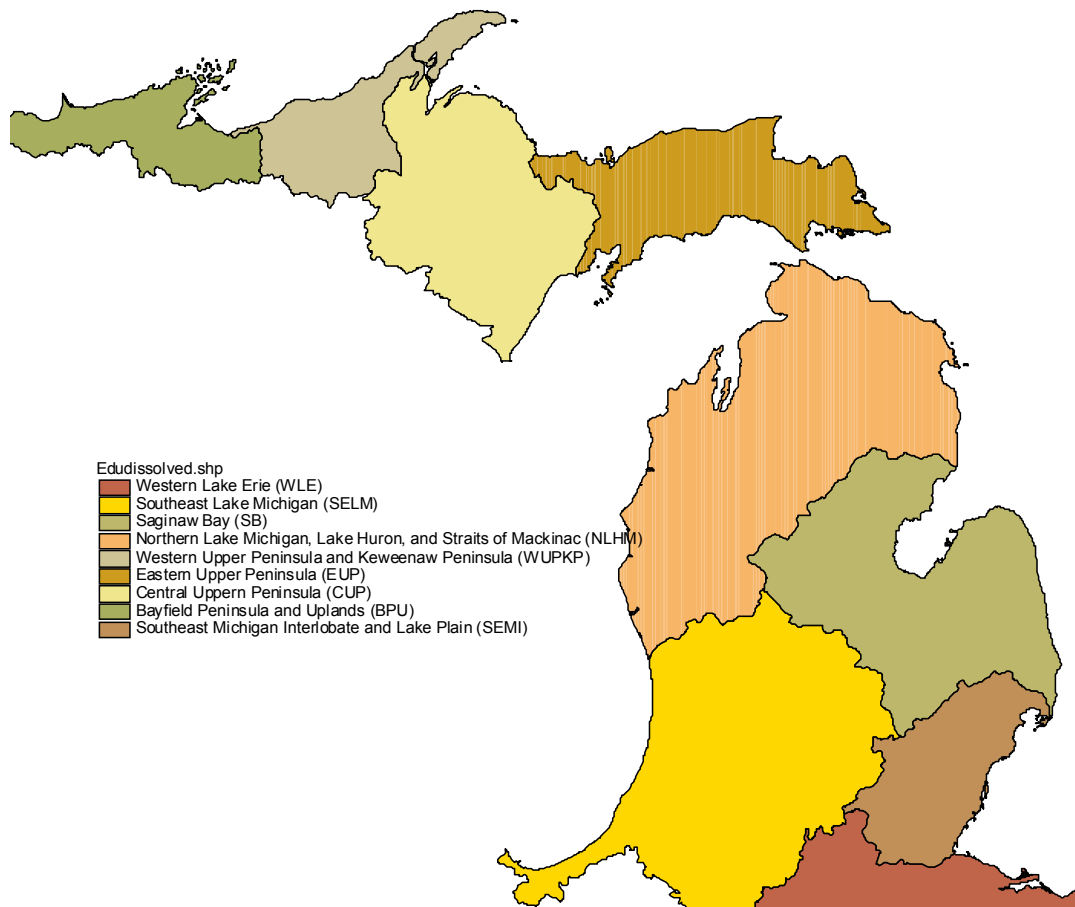 Edudissolved.shp
Western Lake Erie (WLE)
Southeast Lake Michigan (SELM)
Saginaw Bay (SB)
Northern Lake Michigan, Lake Huron, and Straits of Mackinac (NLHM)
Western Upper Peninsula and Keweenaw Peninsula (WUPKP)
Eastern Upper Peninsula (EUP)
Central Uppern Peninsula (CUP)
Bayfield Peninsula and Uplands (BPU)
Southeast Michigan Interlobate and Lake Plain (SEMI)